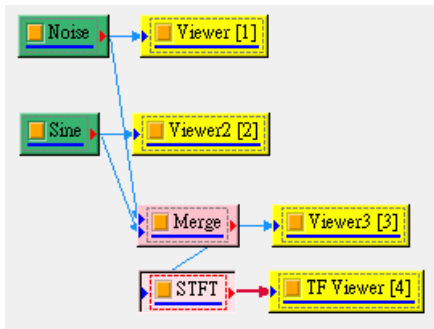 Noise
Viewer [1]
Sine
Viewer2 [2]
Merge
Viewer3 [3]
STFT
TF Viewer [4]